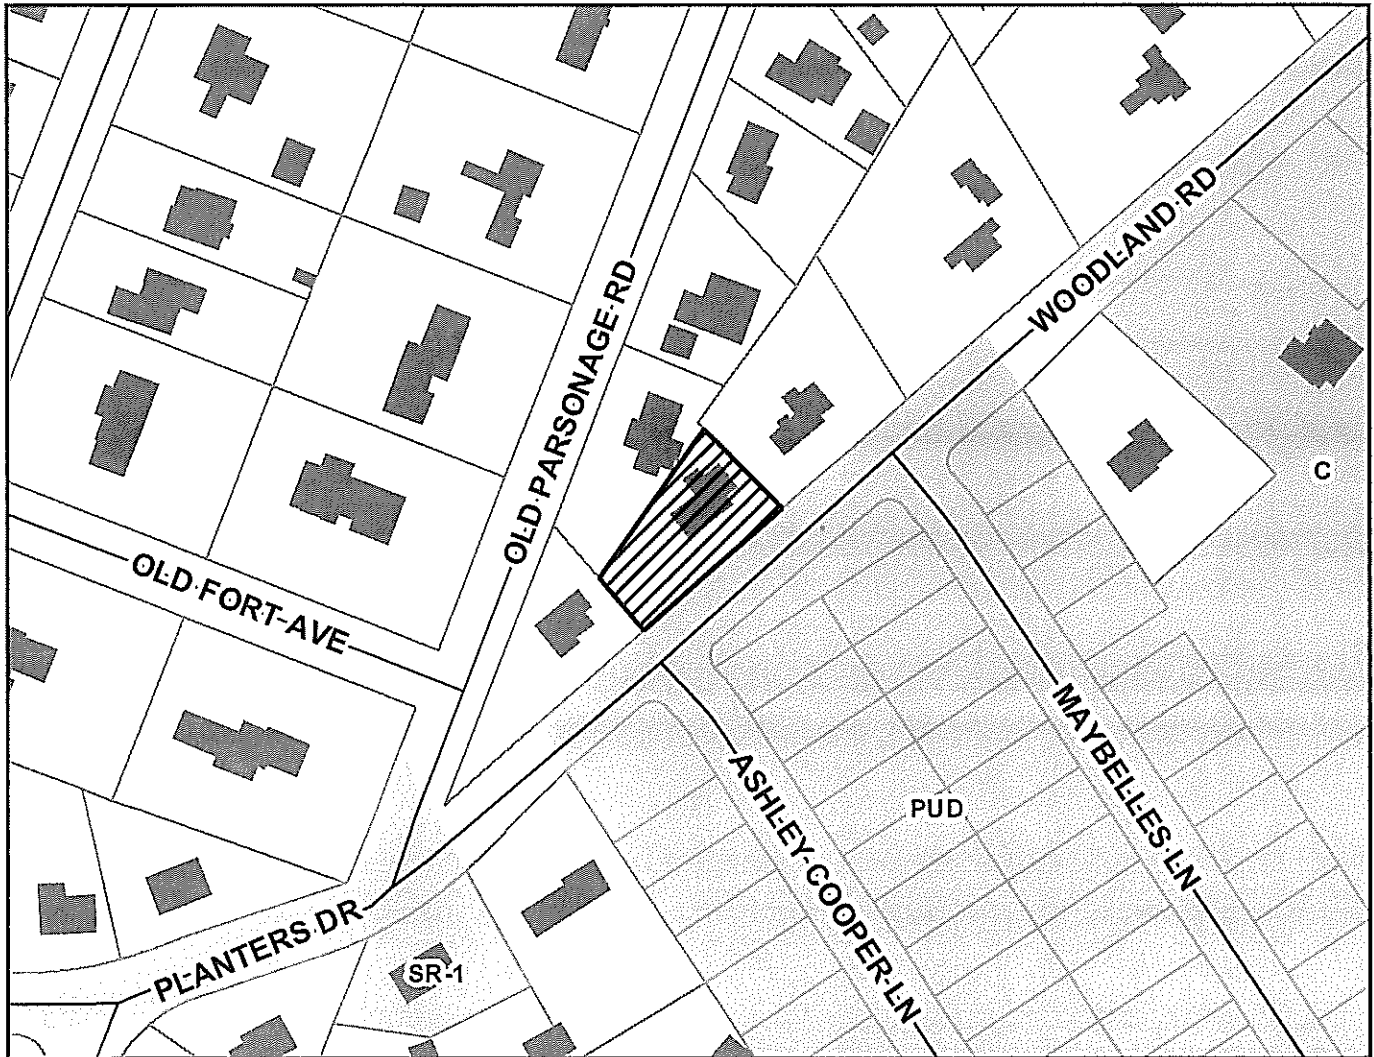 WOODLAND RD
OLD PARSONAGE RD
C
OLD FORT AVE
MAYBELLES LN
ASHLEY COOPER LN
PUD
PLANTERS DR
SR-1